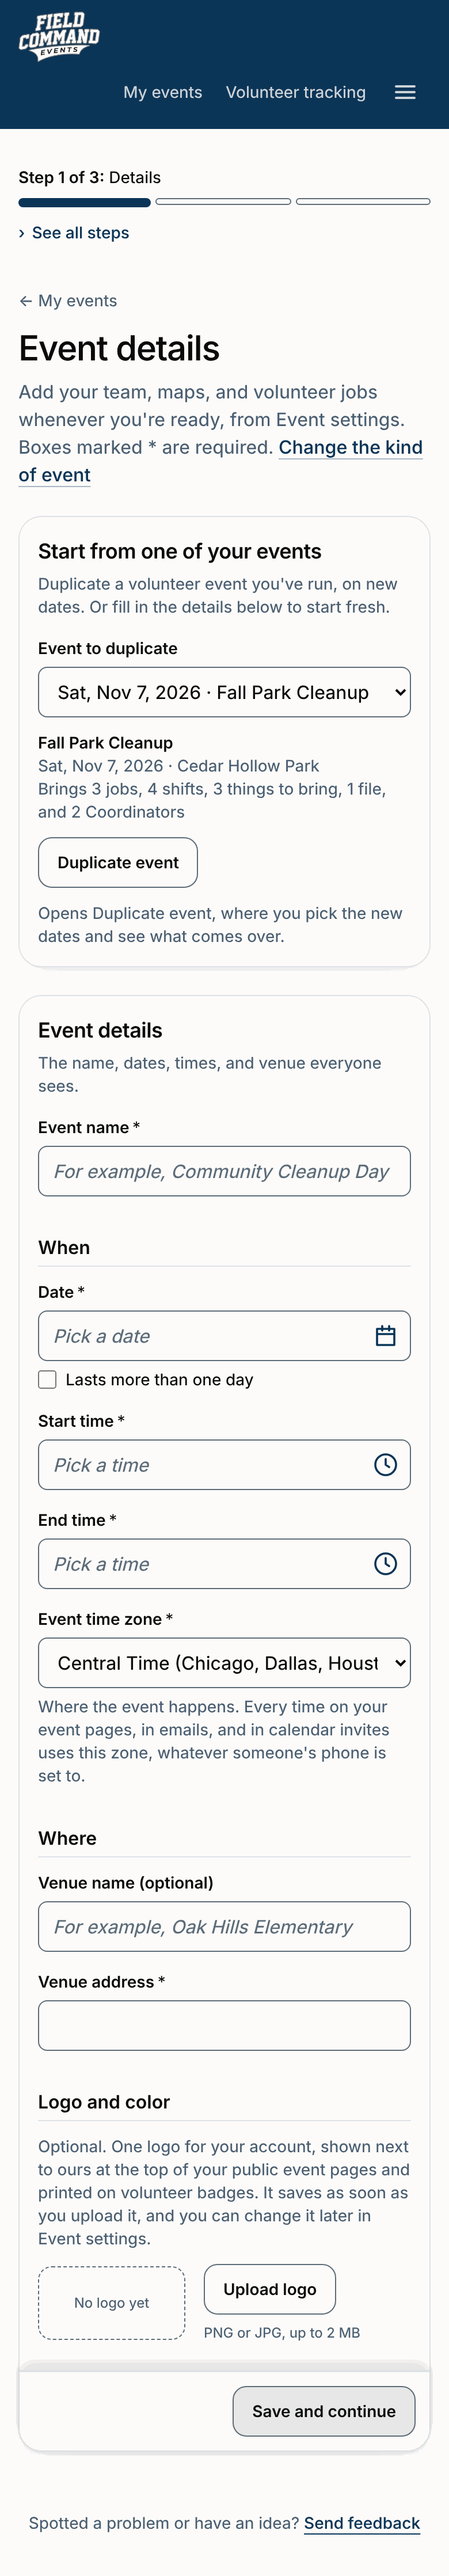 FIELD
COMMAND
EVENTS
My events
Volunteer tracking
Step 1 of 3: Details
› See all steps
← My events
Event details
Add your team, maps, and volunteer jobs
whenever you're ready, from Event settings.
Boxes marked * are required. Change the kind
of event
Start from one of your events
Duplicate a volunteer event you've run, on new
dates. Or fill in the details below to start fresh.
Event to duplicate
Sat, Nov 7, 2026 · Fall Park Cleanup
Fall Park Cleanup
Sat, Nov 7, 2026 · Cedar Hollow Park
Brings 3 jobs, 4 shifts, 3 things to bring, 1 file,
and 2 Coordinators
Duplicate event
Opens Duplicate event, where you pick the new
dates and see what comes over.
Event details
The name, dates, times, and venue everyone
sees.
Event name *
For example, Community Cleanup Day
When
Date *
Pick a date
Lasts more than one day
Start time *
Pick a time
End time *
Pick a time
Event time zone *
Central Time (Chicago, Dallas, Houst
Where the event happens. Every time on your
event pages, in emails, and in calendar invites
uses this zone, whatever someone's phone is
set to.
Where
Venue name (optional)
For example, Oak Hills Elementary
Venue address *
Logo and color
Optional. One logo for your account, shown next
to ours at the top of your public event pages and
printed on volunteer badges. It saves as soon as
you upload it, and you can change it later in
Event settings.
No logo yet
Upload logo
PNG or JPG, up to 2 MB
Save and continue
Spotted a problem or have an idea? Send feedback